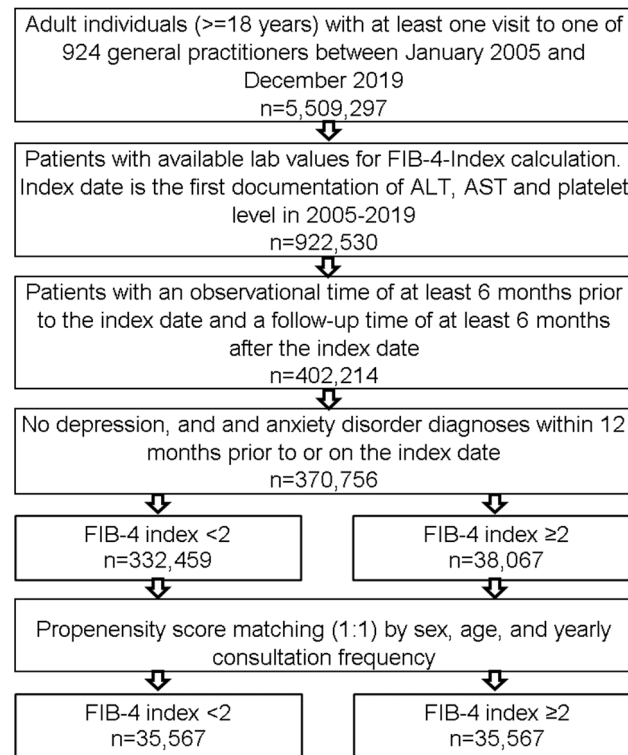 Adult individuals (>=18 years) with at least one visit to one of
924 general practitioners between January 2005 and
December 2019
n=5,509,297
Patients with available lab values for FIB-4-Index calculation.
Index date is the first documentation of ALT, AST and platelet
level in 2005-2019
n=922,530
Patients with an observational time of at least 6 months prior
to the index date and a follow-up time of at least 6 months
after the index date
n=402,214
No depression, and and anxiety disorder diagnoses within 12
months prior to or on the index date
n=370,756
FIB-4 index <2
n=332,459
FIB-4 index ≥2
n=38,067
Propenensity score matching (1:1) by sex, age, and yearly
consultation frequency
FIB-4 index <2
n=35,567
FIB-4 index ≥2
n=35,567